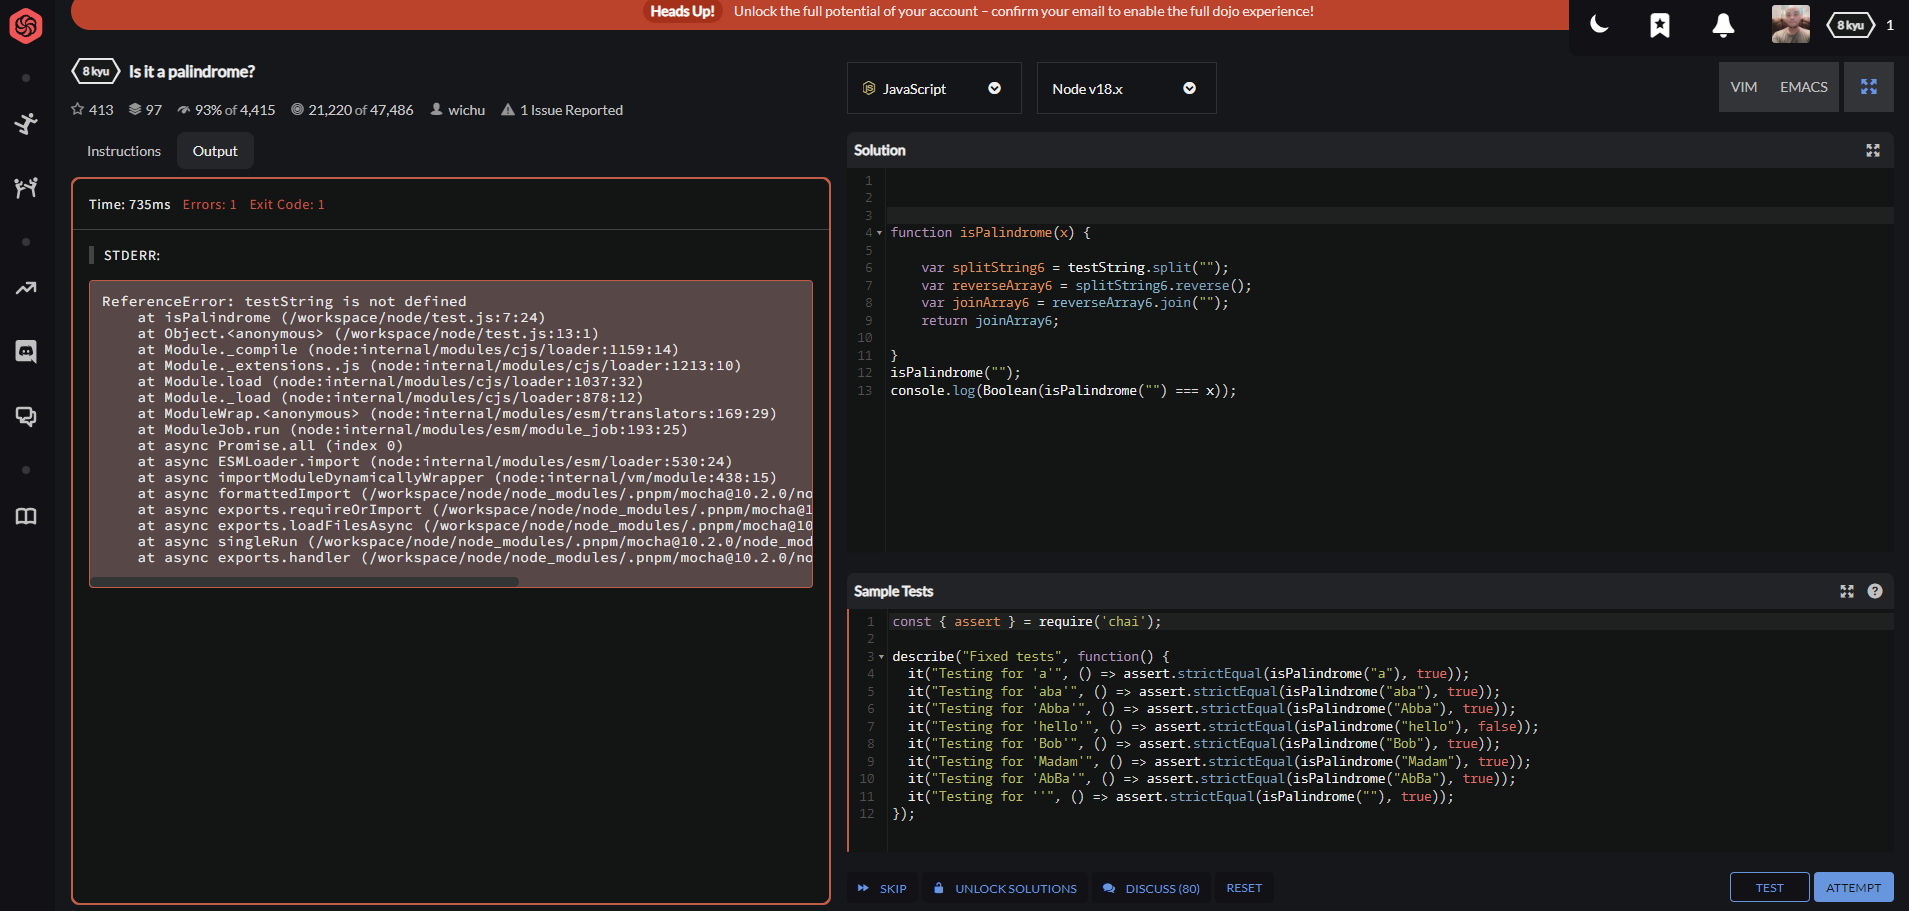 Heads Up! Unlock the full potential of your account – confirm your email to enable the full dojo experience!
8 kyu 1
8 kyu Is it a palindrome?
413 97 93% of 4,415 21,220 of 47,486 wichu 1 Issue Reported
Instructions Output
Time: 735ms Errors: 1 Exit Code: 1
STDERR:
ReferenceError: testString is not defined
    at isPalindrome (/workspace/node/test.js:7:24)
    at Object.<anonymous> (/workspace/node/test.js:13:1)
    at Module._compile (node:internal/modules/cjs/loader:1159:14)
    at Module._extensions..js (node:internal/modules/cjs/loader:1213:10)
    at Module.load (node:internal/modules/cjs/loader:1037:32)
    at Module._load (node:internal/modules/cjs/loader:878:12)
    at ModuleWrap.<anonymous> (node:internal/modules/esm/translators:169:29)
    at ModuleJob.run (node:internal/modules/esm/module_job:193:25)
    at async Promise.all (index 0)
    at async ESMLoader.import (node:internal/modules/esm/loader:530:24)
    at async importModuleDynamicallyWrapper (node:internal/vm/module:438:15)
    at async formattedImport (/workspace/node/node_modules/.pnpm/mocha@10.2.0/no
    at async exports.requireOrImport (/workspace/node/node_modules/.pnpm/mocha@1
    at async exports.loadFilesAsync (/workspace/node/node_modules/.pnpm/mocha@10
    at async singleRun (/workspace/node/node_modules/.pnpm/mocha@10.2.0/node_mod
    at async exports.handler (/workspace/node/node_modules/.pnpm/mocha@10.2.0/no
JavaScript Node v18.x VIM EMACS
Solution
1
2
3
4 function isPalindrome(x) {
5
6     var splitString6 = testString.split("");
7     var reverseArray6 = splitString6.reverse();
8     var joinArray6 = reverseArray6.join("");
9     return joinArray6;
10
11 }
12 isPalindrome("");
13 console.log(Boolean(isPalindrome("") === x));
Sample Tests
1 const { assert } = require('chai');
2
3 describe("Fixed tests", function() {
4   it("Testing for 'a'", () => assert.strictEqual(isPalindrome("a"), true));
5   it("Testing for 'aba'", () => assert.strictEqual(isPalindrome("aba"), true));
6   it("Testing for 'Abba'", () => assert.strictEqual(isPalindrome("Abba"), true));
7   it("Testing for 'hello'", () => assert.strictEqual(isPalindrome("hello"), false));
8   it("Testing for 'Bob'", () => assert.strictEqual(isPalindrome("Bob"), true));
9   it("Testing for 'Madam'", () => assert.strictEqual(isPalindrome("Madam"), true));
10   it("Testing for 'AbBa'", () => assert.strictEqual(isPalindrome("AbBa"), true));
11   it("Testing for ''", () => assert.strictEqual(isPalindrome(""), true));
12 });
SKIP UNLOCK SOLUTIONS DISCUSS (80) RESET TEST ATTEMPT